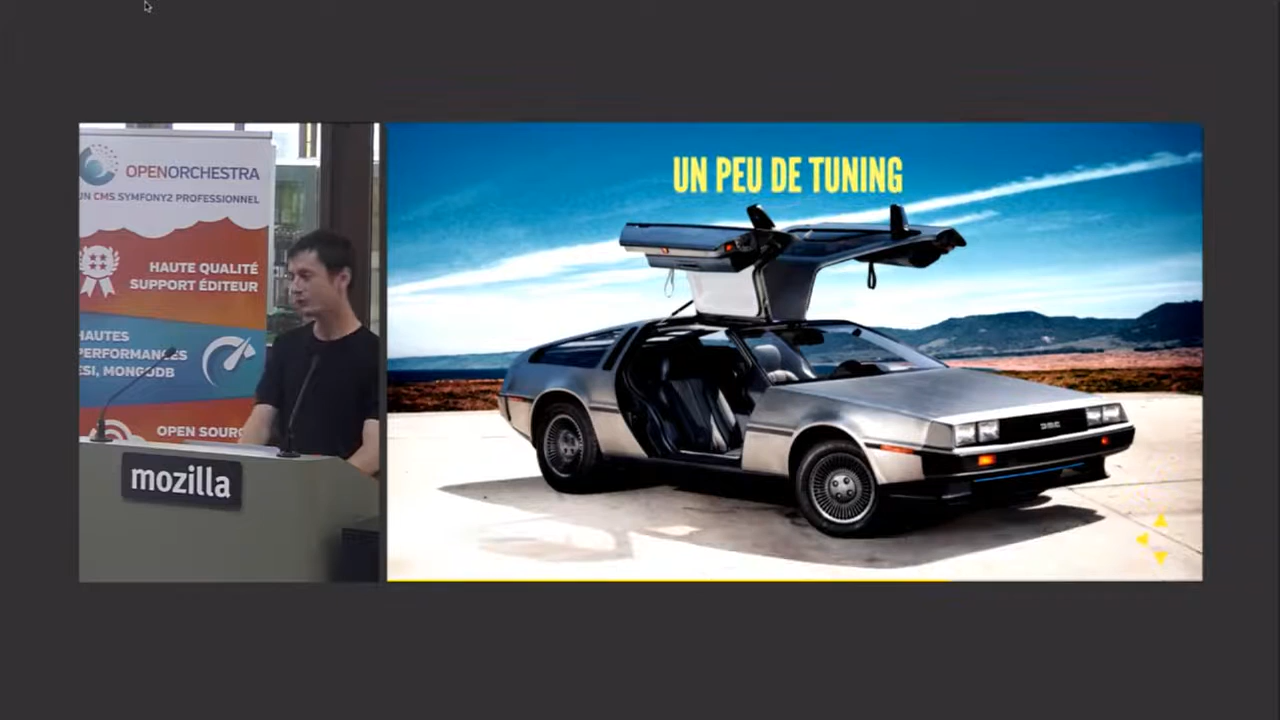 OPENORCHESTRA
UN CMS SYMFONY2 PROFESSIONNEL
HAUTE QUALITÉ
SUPPORT ÉDITEUR
HAUTES
PERFORMANCES
ESI, MONGODB
OPEN SOURC
mozilla
UN PEU DE TUNING
DMC